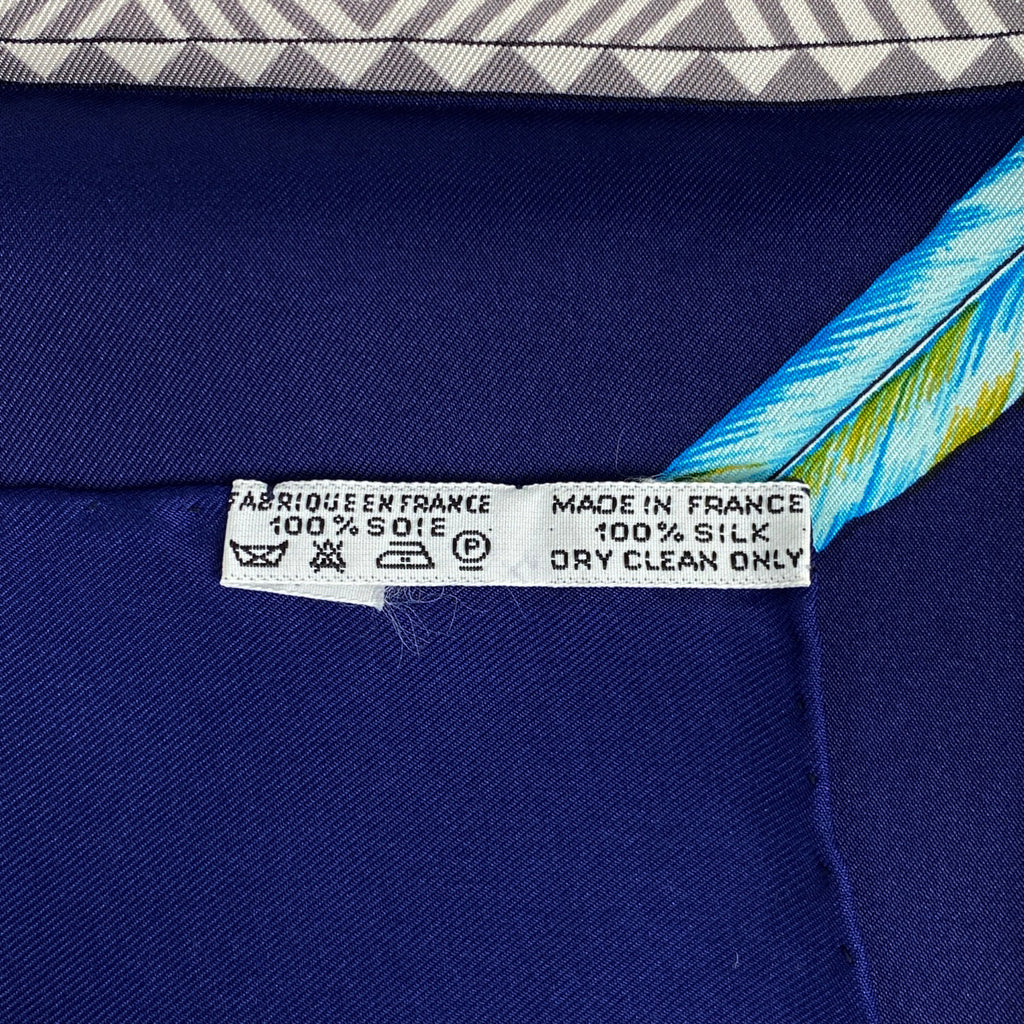 FABRIQUE EN FRANCE
100% SOIE
P
MADE IN FRANCE
100% SILK
DRY CLEAN ONLY